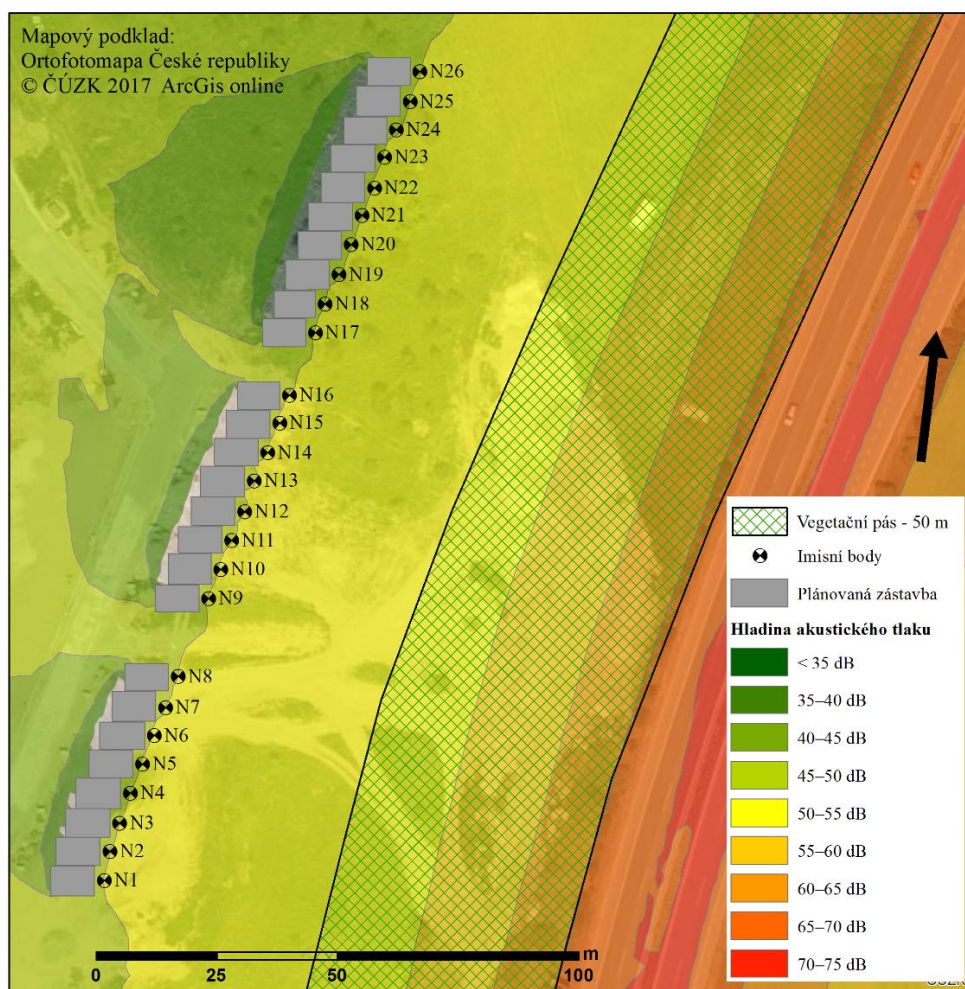 Mapový podklad:
Ortofotomapa České republiky
© ČÚZK 2017 ArcGis online
N26
N25
N24
N23
N22
N21
N20
N19
N18
N17
N16
N15
N14
N13
N12
N11
N10
N9
N8
N7
N6
N5
N4
N3
N2
N1
Vegetační pás - 50 m
Imisní body
Plánovaná zástavba
Hladina akustického tlaku
< 35 dB
35–40 dB
40–45 dB
45–50 dB
50–55 dB
55–60 dB
60–65 dB
65–70 dB
70–75 dB
m
0 25 50 100